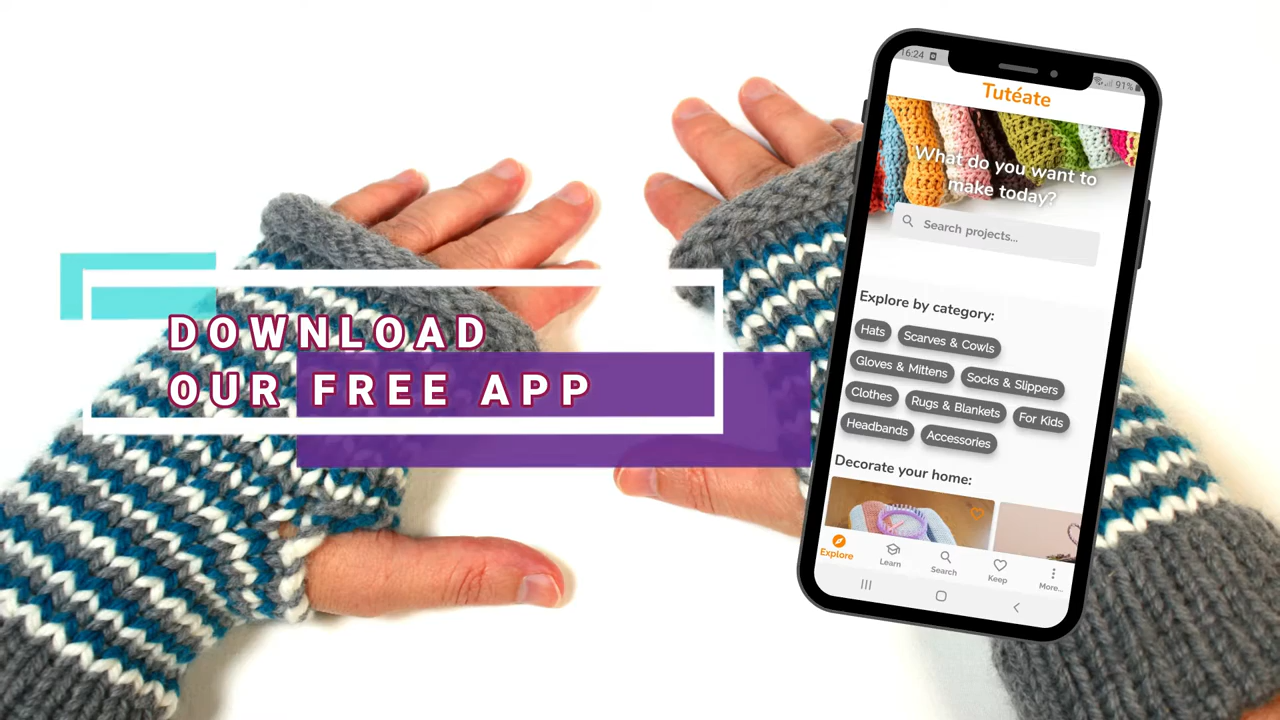 DOWNLOAD
OUR FREE APP
16:24
91%
Tutéate
What do you want to
make today?
Search projects...
Explore by category:
Hats
Scarves & Cowls
Gloves & Mittens
Socks & Slippers
Clothes
Rugs & Blankets
For Kids
Headbands
Accessories
Decorate your home:
Explore
Learn
Search
Keep
More...